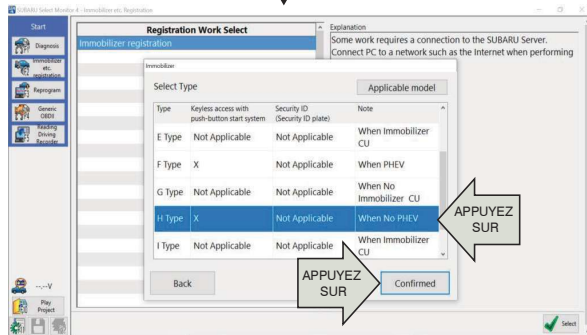 SUBARU Select Monitor 4 - Immobilizer etc. Registration
Start
Diagnosis
Immobilizer
etc.
registration
Reprogram
Generic
OBDII
Reading
Driving
Recorder
--.--V
Play
Project
Registration Work Select
Immobilizer registration
Explanation
Some work requires a connection to the SUBARU Server.
Connect PC to a network such as the Internet when performing
Immobilizer
Select Type
Applicable model
Type Keyless access with push-button start system Security ID (Security ID plate) Note
E Type Not Applicable Not Applicable When Immobilizer CU
F Type X Not Applicable When PHEV
G Type Not Applicable Not Applicable When No Immobilizer CU
H Type X Not Applicable When No PHEV
I Type Not Applicable Not Applicable When Immobilizer CU
Back
Confirmed
APPUYEZ
SUR
APPUYEZ
SUR
Select